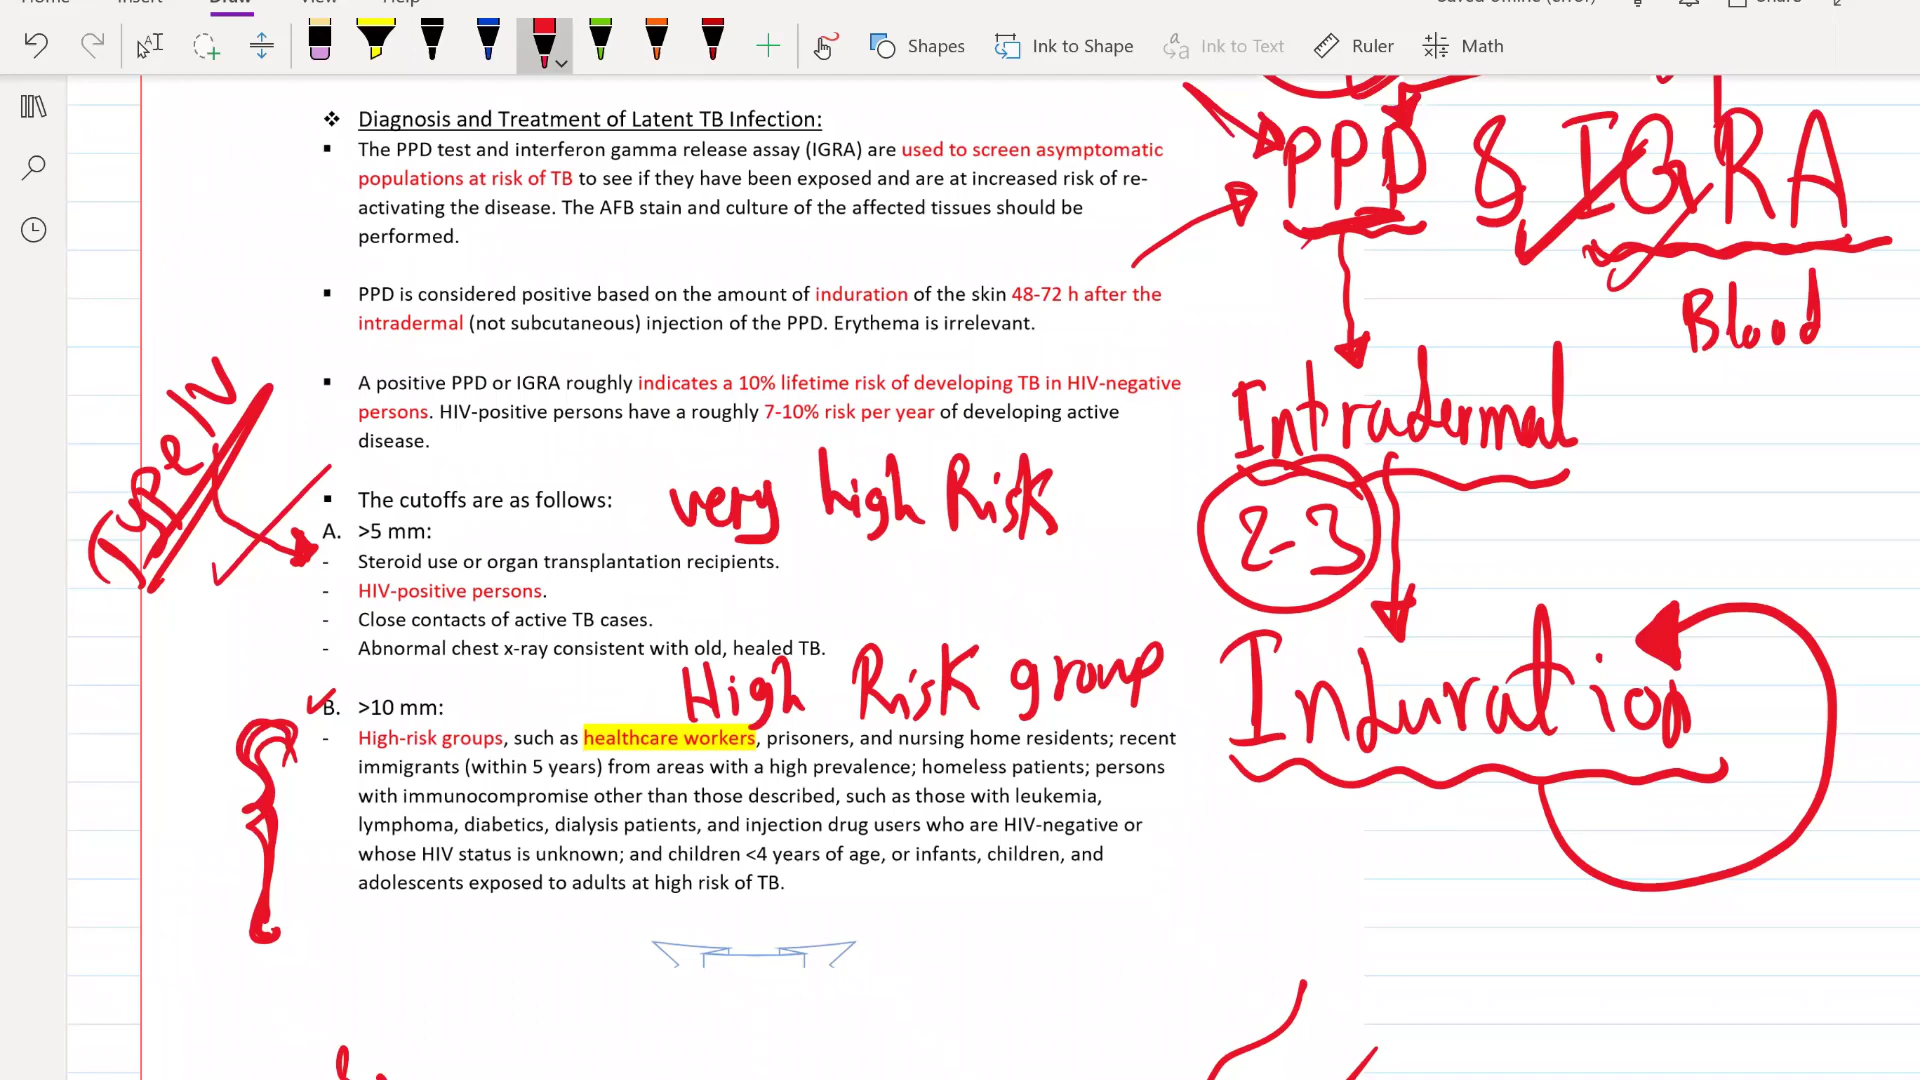 Home Insert Draw View Help Saved Online (error) Share
Shapes Ink to Shape Ink to Text Ruler Math
❖ Diagnosis and Treatment of Latent TB Infection:
▪ The PPD test and interferon gamma release assay (IGRA) are used to screen asymptomatic
populations at risk of TB to see if they have been exposed and are at increased risk of re-
activating the disease. The AFB stain and culture of the affected tissues should be
performed.
▪ PPD is considered positive based on the amount of induration of the skin 48-72 h after the
intradermal (not subcutaneous) injection of the PPD. Erythema is irrelevant.
▪ A positive PPD or IGRA roughly indicates a 10% lifetime risk of developing TB in HIV-negative
persons. HIV-positive persons have a roughly 7-10% risk per year of developing active
disease.
▪ The cutoffs are as follows:
very high Risk
A. >5 mm:
- Steroid use or organ transplantation recipients.
- HIV-positive persons.
- Close contacts of active TB cases.
- Abnormal chest x-ray consistent with old, healed TB.
High Risk group
B. >10 mm:
- High-risk groups, such as healthcare workers, prisoners, and nursing home residents; recent
immigrants (within 5 years) from areas with a high prevalence; homeless patients; persons
with immunocompromise other than those described, such as those with leukemia,
lymphoma, diabetics, dialysis patients, and injection drug users who are HIV-negative or
whose HIV status is unknown; and children <4 years of age, or infants, children, and
adolescents exposed to adults at high risk of TB.
Type IV
PPD & IGRA
Blood
Intradermal
2-3
Induration